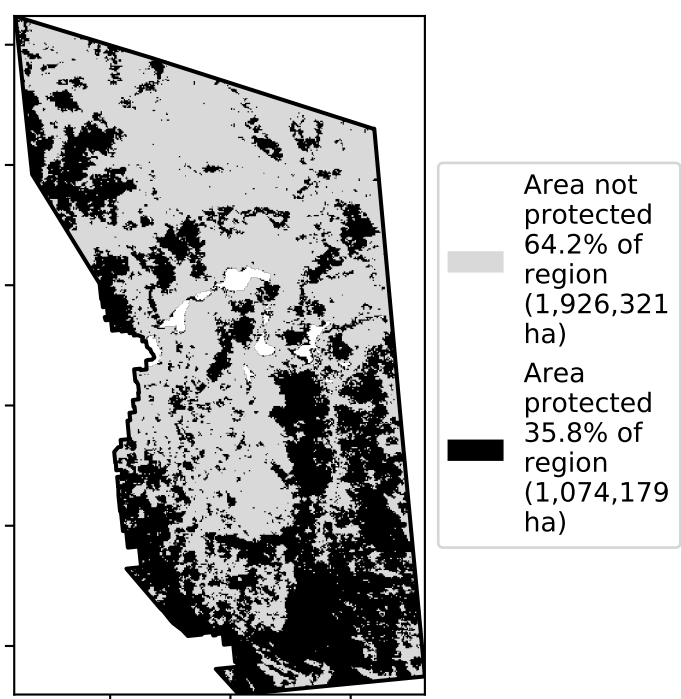 Area not
protected
64.2% of
region
(1,926,321
ha)
Area
protected
35.8% of
region
(1,074,179
ha)